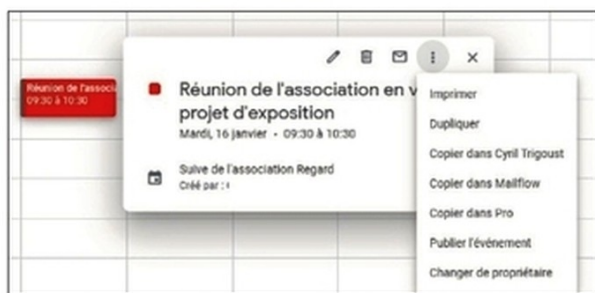 Réunion de l'associ
09:30 à 10:30
Réunion de l'association en v
projet d'exposition
Mardi, 16 janvier · 09:30 à 10:30
Suive de l'association Regard
Créé par :
Imprimer
Dupliquer
Copier dans Cyril Trigoust
Copier dans Mailflow
Copier dans Pro
Publier l'événement
Changer de propriétaire